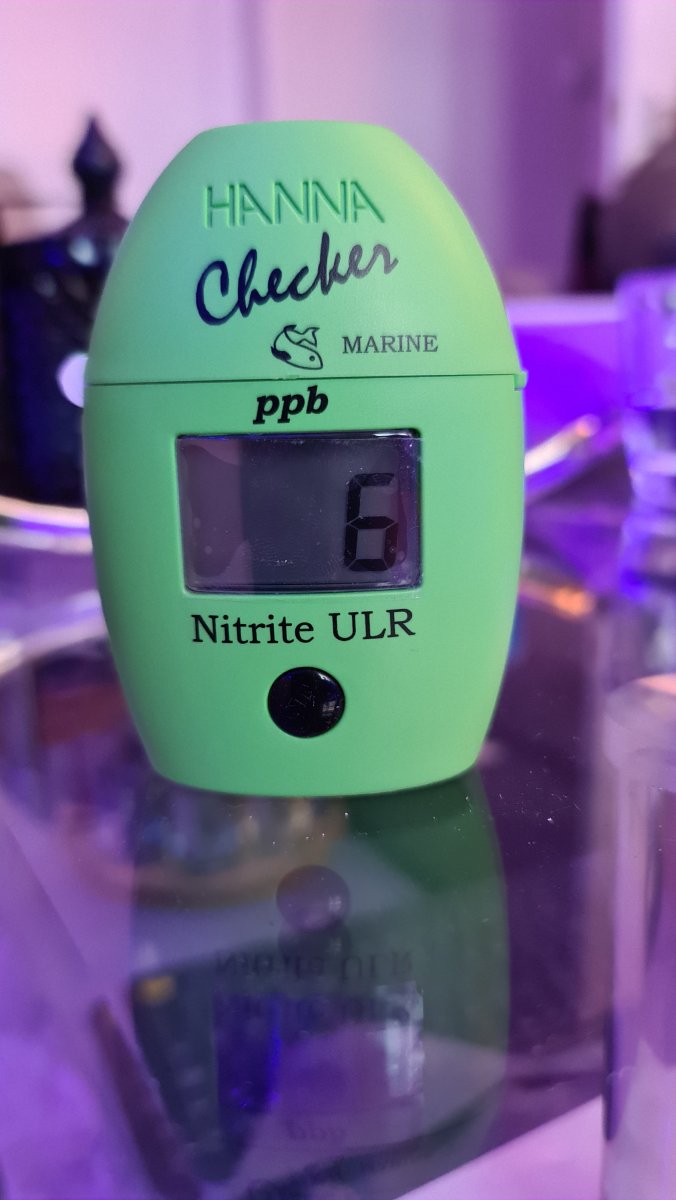 HANNA
Checker
MARINE
ppb
6
Nitrite ULR